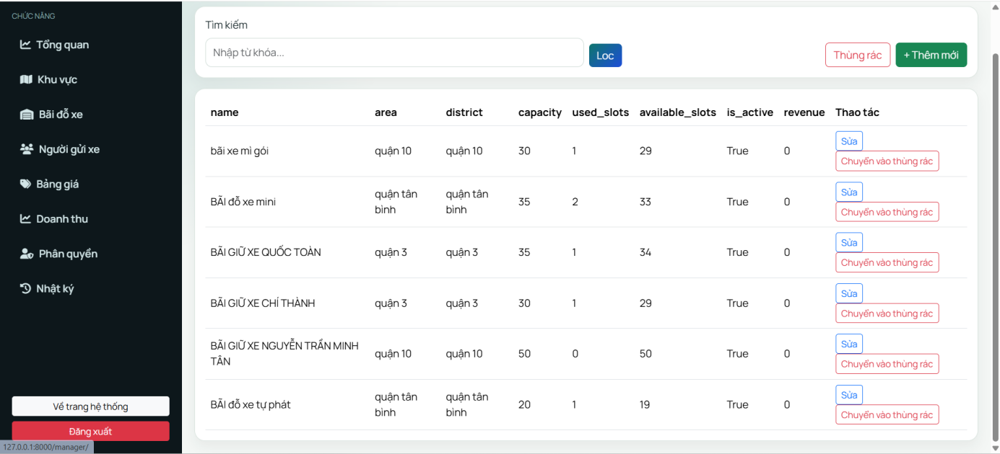 CHỨC NĂNG
Tổng quan
Khu vực
Bãi đỗ xe
Người gửi xe
Bảng giá
Doanh thu
Phân quyền
Nhật ký
Về trang hệ thống
Đăng xuất
127.0.0.1:8000/manager/
Tìm kiếm
Nhập từ khóa...
Lọc
Thùng rác
+ Thêm mới
name area district capacity used_slots available_slots is_active revenue Thao tác
bãi xe mì gói quận 10 quận 10 30 1 29 True 0 Sửa
Chuyển vào thùng rác
BÃI đỗ xe mini quận tân bình quận tân bình 35 2 33 True 0 Sửa
Chuyển vào thùng rác
BÃI GIỮ XE QUỐC TOÀN quận 3 quận 3 35 1 34 True 0 Sửa
Chuyển vào thùng rác
BÃI GIỮ XE CHÍ THÀNH quận 3 quận 3 30 1 29 True 0 Sửa
Chuyển vào thùng rác
BÃI GIỮ XE NGUYỄN TRẦN MINH TÂN quận 10 quận 10 50 0 50 True 0 Sửa
Chuyển vào thùng rác
BÃI đỗ xe tự phát quận tân bình quận tân bình 20 1 19 True 0 Sửa
Chuyển vào thùng rác